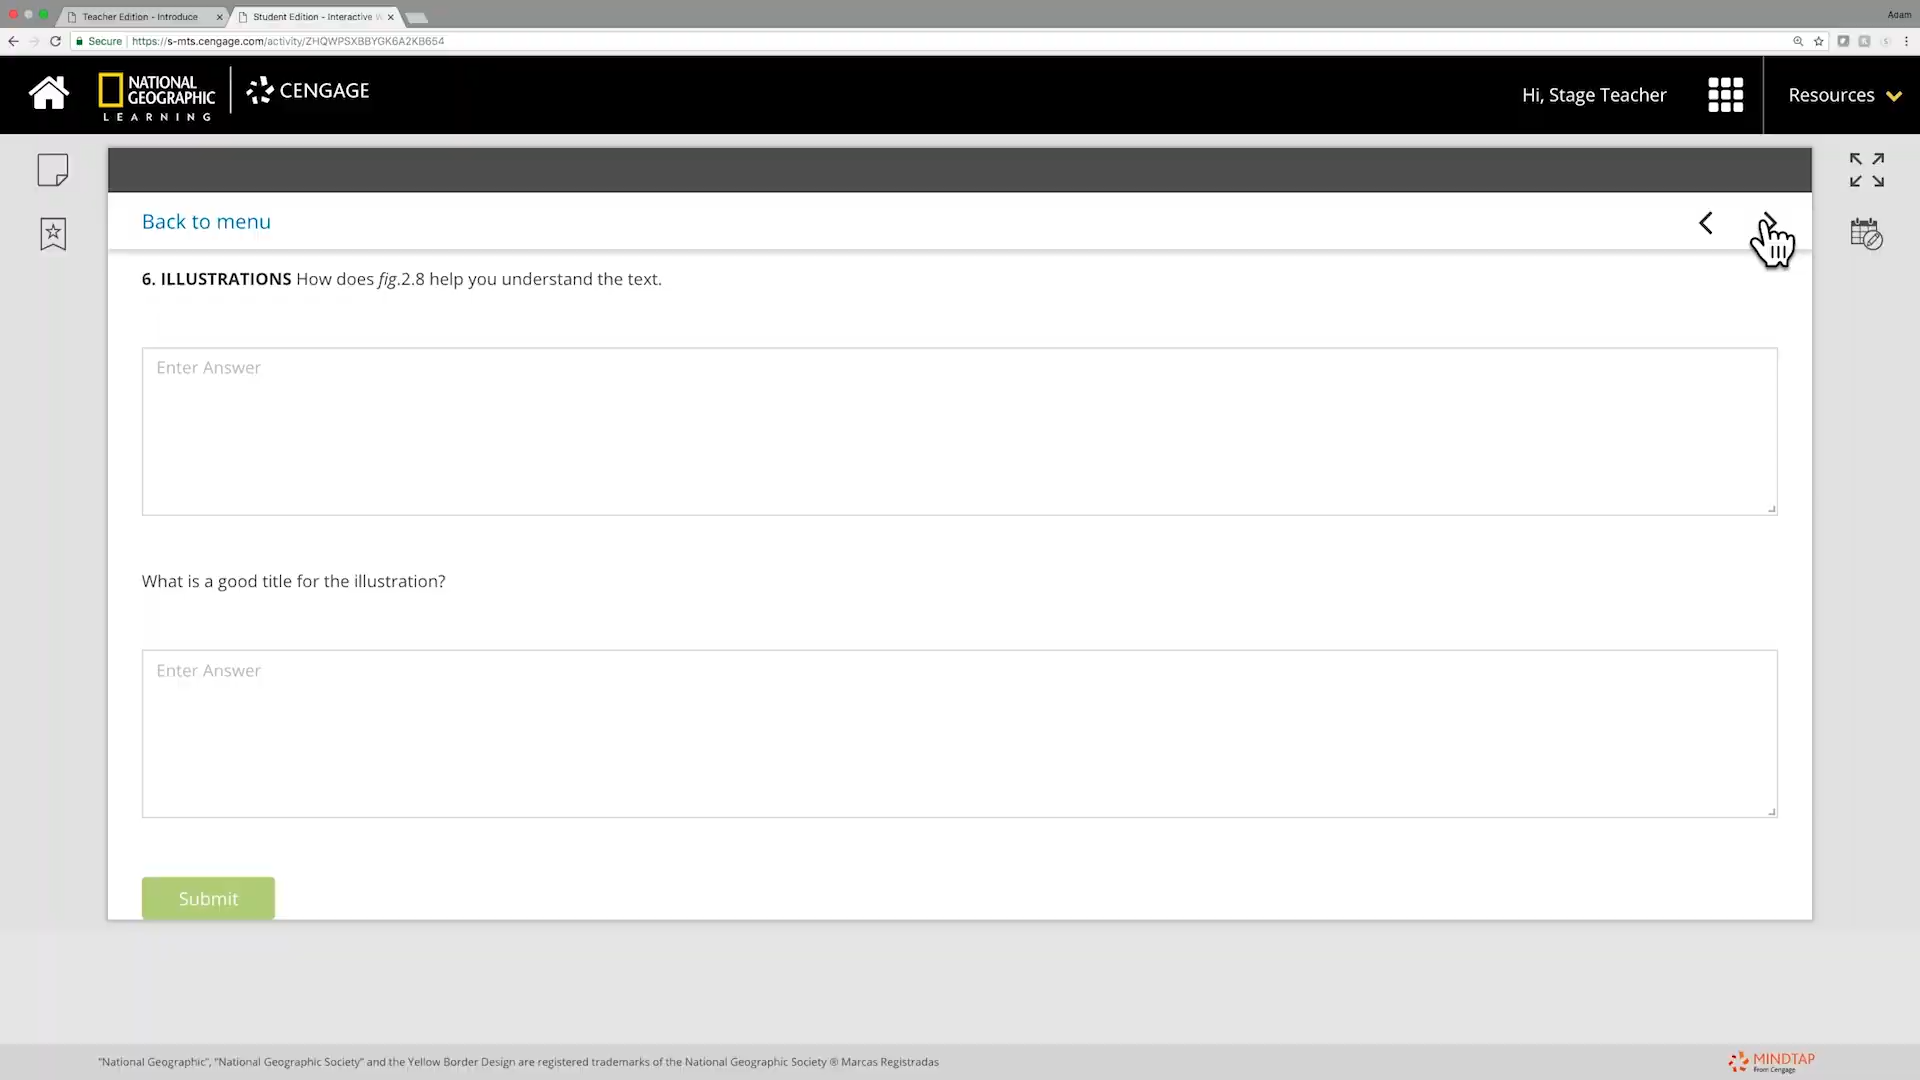 Teacher Edition - Introduce
Student Edition - Interactive W
Adam
Secure
https://s-mts.cengage.com/activity/ZHQWPSXBBYGK6A2KB654
NATIONAL
GEOGRAPHIC
LEARNING
CENGAGE
Hi, Stage Teacher
Resources
Back to menu
6. ILLUSTRATIONS How does fig.2.8 help you understand the text.
Enter Answer
What is a good title for the illustration?
Enter Answer
Submit
"National Geographic", "National Geographic Society" and the Yellow Border Design are registered trademarks of the National Geographic Society ® Marcas Registradas
MINDTAP
From Cengage